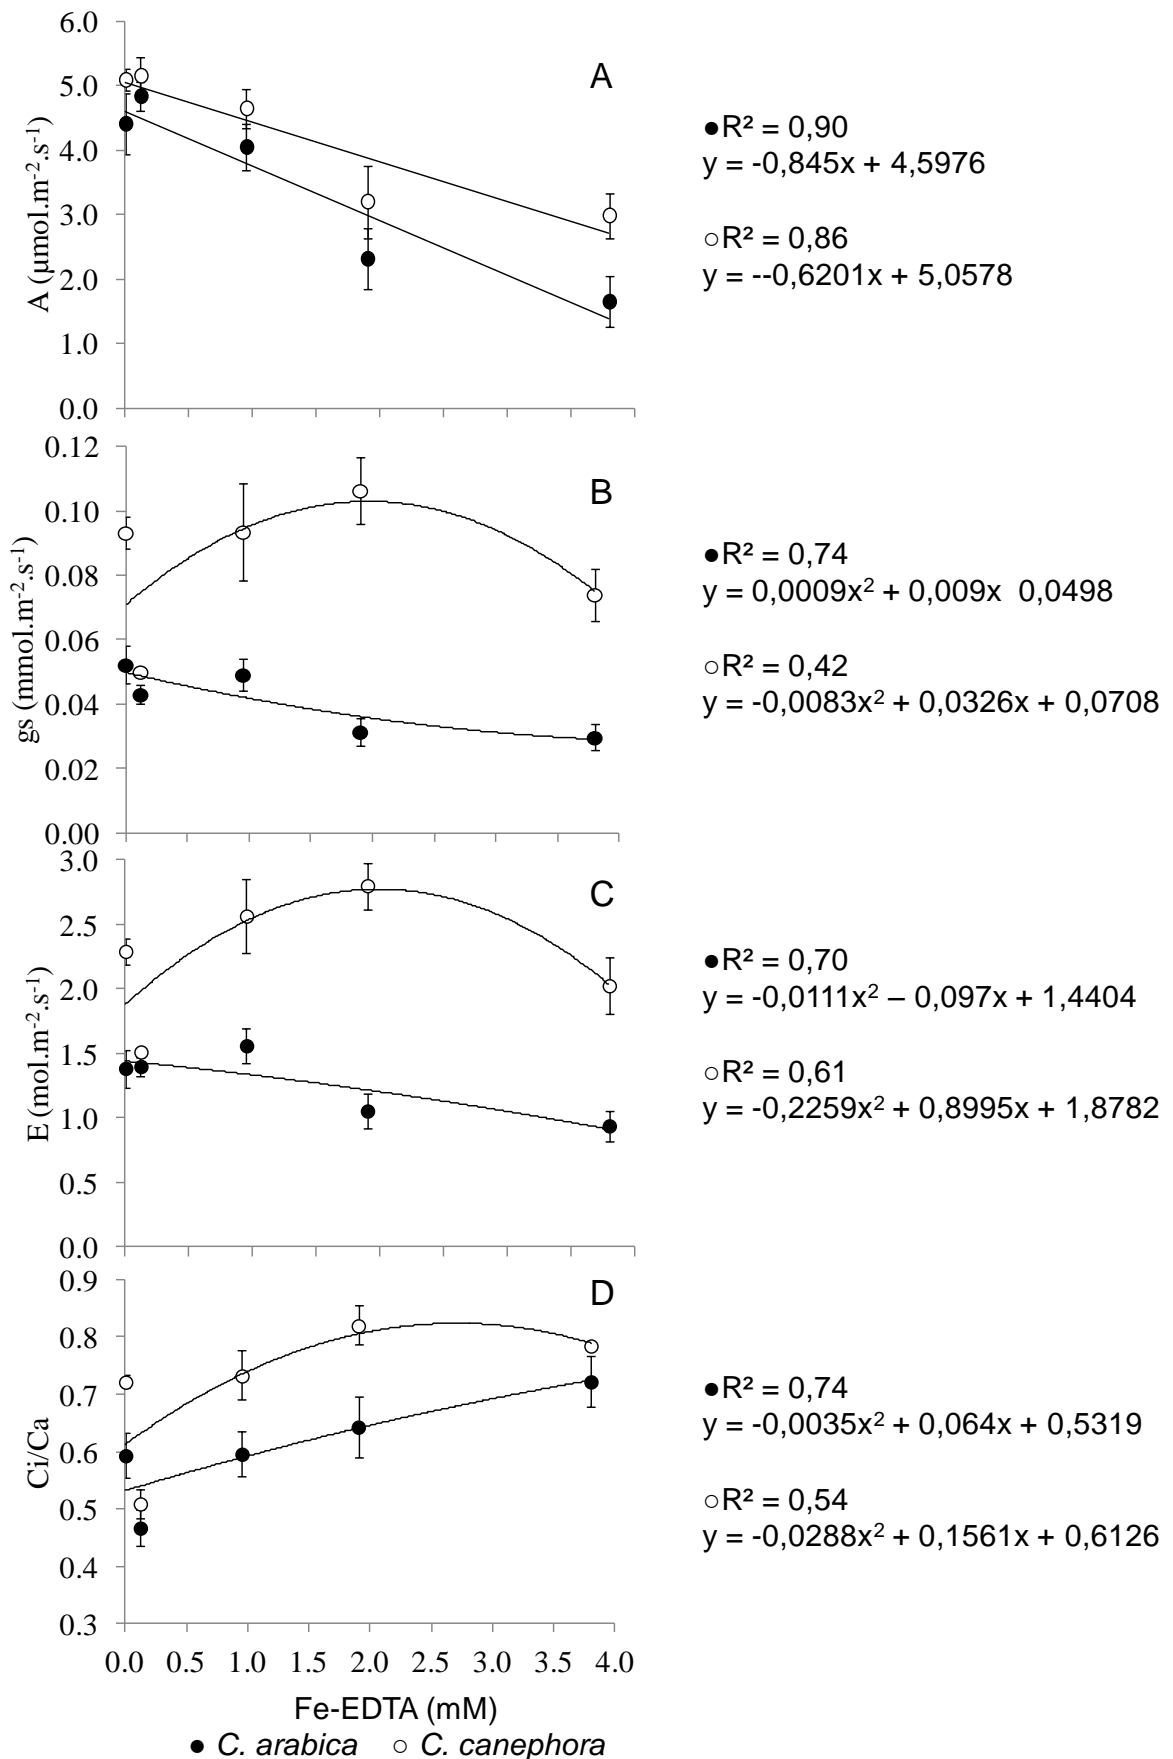 6.0
5.0
4.0
3.0
2.0
1.0
0.0
A (µmol.m-2.s-1)
A
●R² = 0,90
y = -0,845x + 4,5976
○R² = 0,86
y = --0,6201x + 5,0578
0.12
0.10
0.08
0.06
0.04
0.02
0.00
gs (mmol.m-2.s-1)
B
●R² = 0,74
y = 0,0009x2 + 0,009x 0,0498
○R² = 0,42
y = -0,0083x2 + 0,0326x + 0,0708
3.0
2.5
2.0
1.5
1.0
0.5
0.0
E (mol.m-2.s-1)
C
●R² = 0,70
y = -0,0111x2 – 0,097x + 1,4404
○R² = 0,61
y = -0,2259x2 + 0,8995x + 1,8782
0.9
0.8
0.7
0.6
0.5
0.4
0.3
Ci/Ca
D
●R² = 0,74
y = -0,0035x2 + 0,064x + 0,5319
○R² = 0,54
y = -0,0288x2 + 0,1561x + 0,6126
0.0 0.5 1.0 1.5 2.0 2.5 3.0 3.5 4.0
Fe-EDTA (mM)
● C. arabica ○ C. canephora